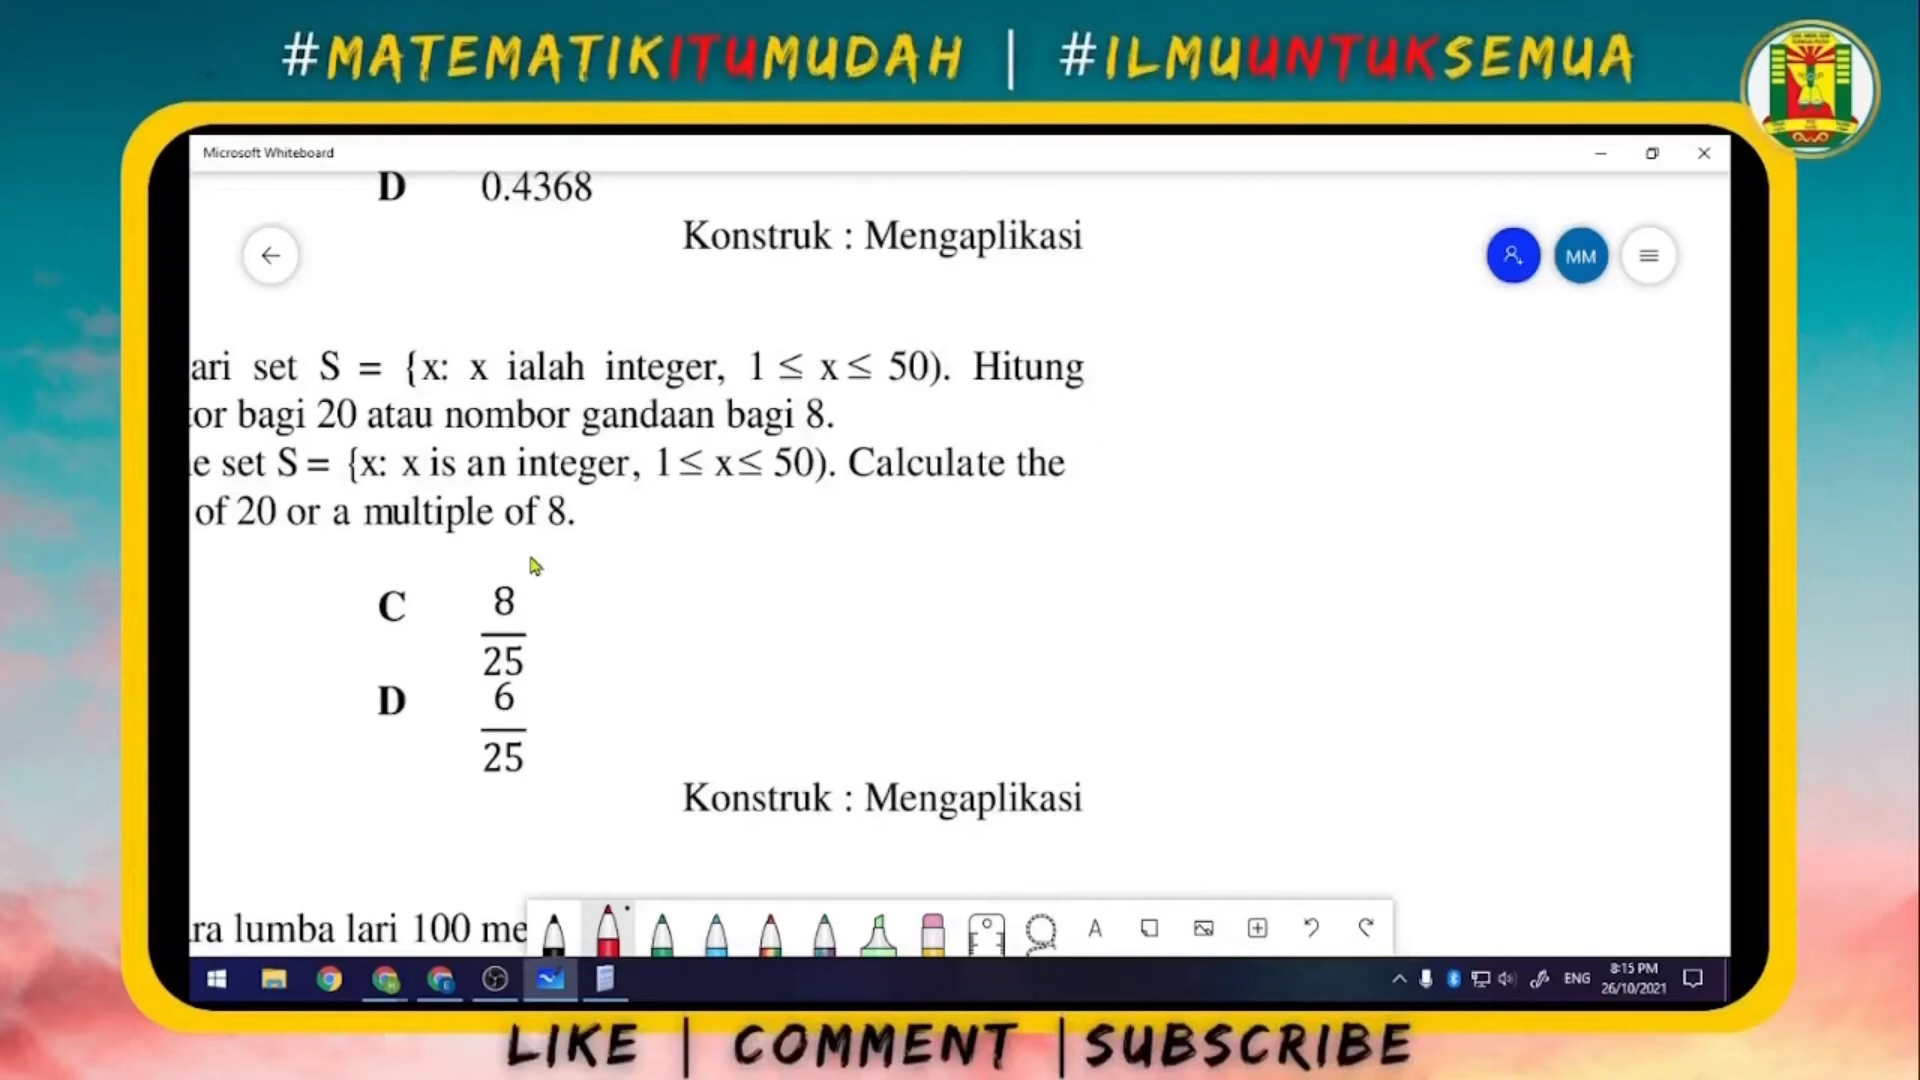 #MATEMATIKITUMUDAH | #ILMUUNTUKSEMUA
Microsoft Whiteboard
D 0.4368
Konstruk : Mengaplikasi
MM
ari set S = {x: x ialah integer, 1 ≤ x ≤ 50). Hitung
tor bagi 20 atau nombor gandaan bagi 8.
e set S = {x: x is an integer, 1 ≤ x ≤ 50). Calculate the
of 20 or a multiple of 8.
C 8/25
D 6/25
Konstruk : Mengaplikasi
ra lumba lari 100 me
A
ENG
8:15 PM
26/10/2021
LIKE | COMMENT | SUBSCRIBE